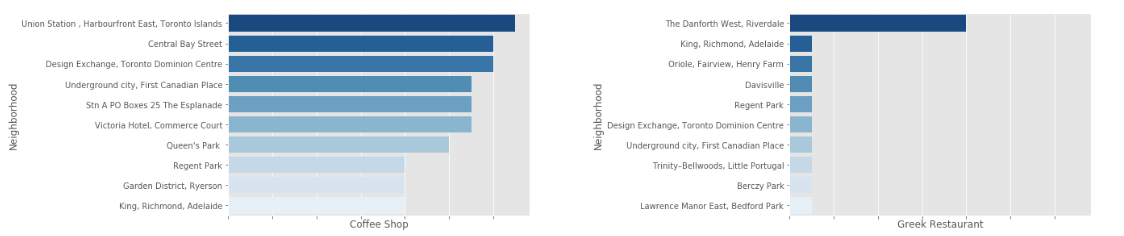 Neighborhood
Union Station , Harbourfront East, Toronto Islands
Central Bay Street
Design Exchange, Toronto Dominion Centre
Underground city, First Canadian Place
Stn A PO Boxes 25 The Esplanade
Victoria Hotel, Commerce Court
Queen's Park
Regent Park
Garden District, Ryerson
King, Richmond, Adelaide
Coffee Shop
Neighborhood
The Danforth West, Riverdale
King, Richmond, Adelaide
Oriole, Fairview, Henry Farm
Davisville
Regent Park
Design Exchange, Toronto Dominion Centre
Underground city, First Canadian Place
Trinity–Bellwoods, Little Portugal
Berczy Park
Lawrence Manor East, Bedford Park
Greek Restaurant